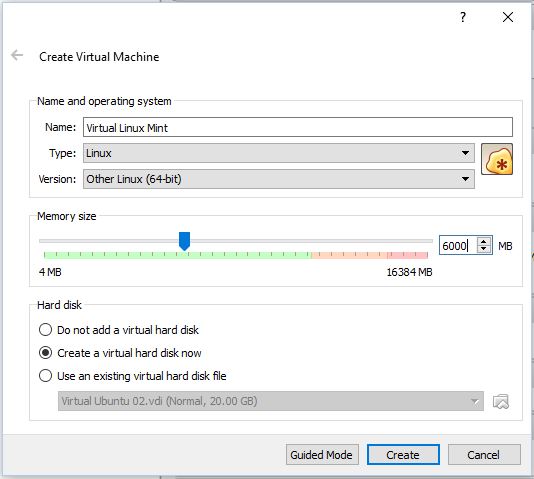 ?
Create Virtual Machine
Name and operating system
Name: Virtual Linux Mint
Type: Linux
Version: Other Linux (64-bit)
Memory size
6000 MB
4 MB 16384 MB
Hard disk
Do not add a virtual hard disk
Create a virtual hard disk now
Use an existing virtual hard disk file
Virtual Ubuntu 02.vdi (Normal, 20.00 GB)
Guided Mode Create Cancel